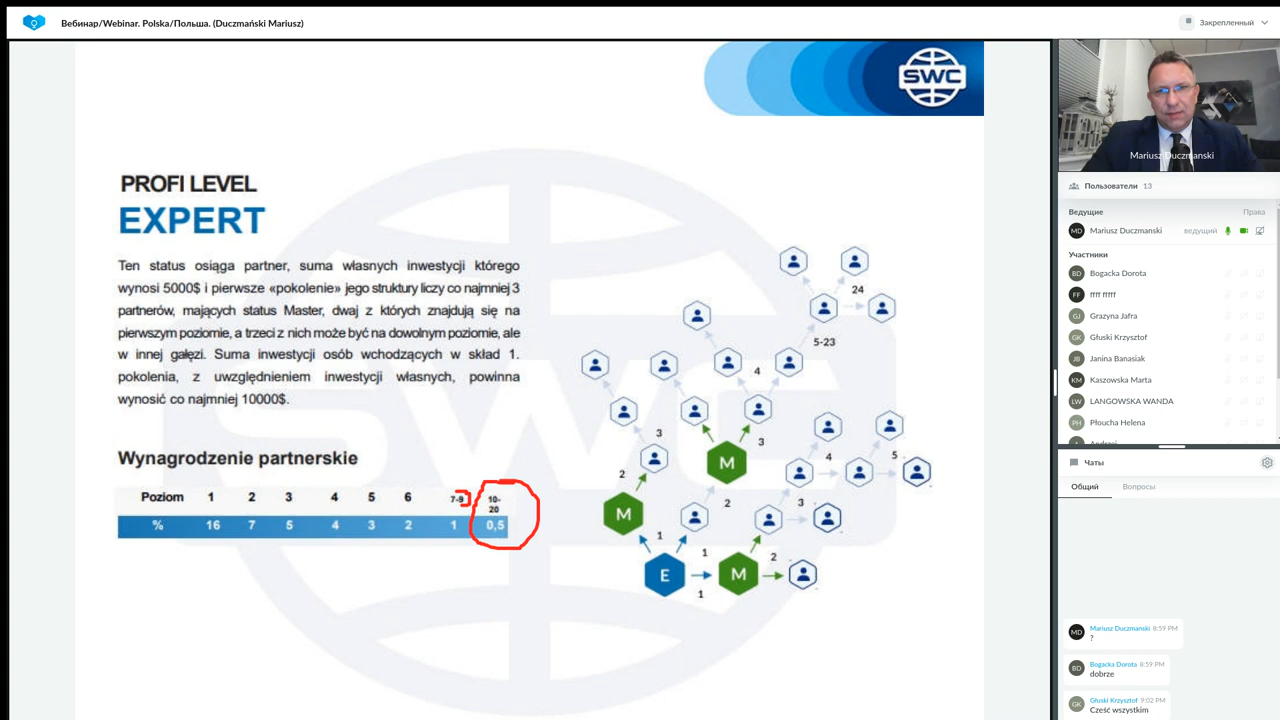 Вебинар/Webinar. Polska/Польша. (Duczmański Mariusz)
Закрепленный
SWC
PROFI LEVEL
EXPERT
Ten status osiąga partner, suma własnych inwestycji którego
wynosi 5000$ i pierwsze «pokolenie» jego struktury liczy co najmniej 3
partnerów, mających status Master, dwaj z których znajdują się na
pierwszym poziomie, a trzeci z nich może być na dowolnym poziomie, ale
w innej gałęzi. Suma inwestycji osób wchodzących w skład 1.
pokolenia, z uwzględnieniem inwestycji własnych, powinna
wynosić co najmniej 10000$.
Wynagrodzenie partnerskie
Poziom 1 2 3 4 5 6 7-9 10-
20
% 16 7 5 4 3 2 1 0,5
24
5-23
4
3
3
M
4
5
2
M
2
3
1
1
2
E
M
1
swc
Mariusz Duczmanski
Пользователи 13
Ведущие Права
MD Mariusz Duczmanski ведущий
Участники
BD Bogacka Dorota
FF ffff fffff
GJ Grazyna Jafra
GK Głuski Krzysztof
JB Janina Banasiak
KM Kaszowska Marta
LW LANGOWSKA WANDA
PH Płoucha Helena
A Andrzej
Чаты
Общий Вопросы
MD Mariusz Duczmanski 8:59 PM
?
BD Bogacka Dorota 8:59 PM
dobrze
GK Głuski Krzysztof 9:02 PM
Cześć wszystkim